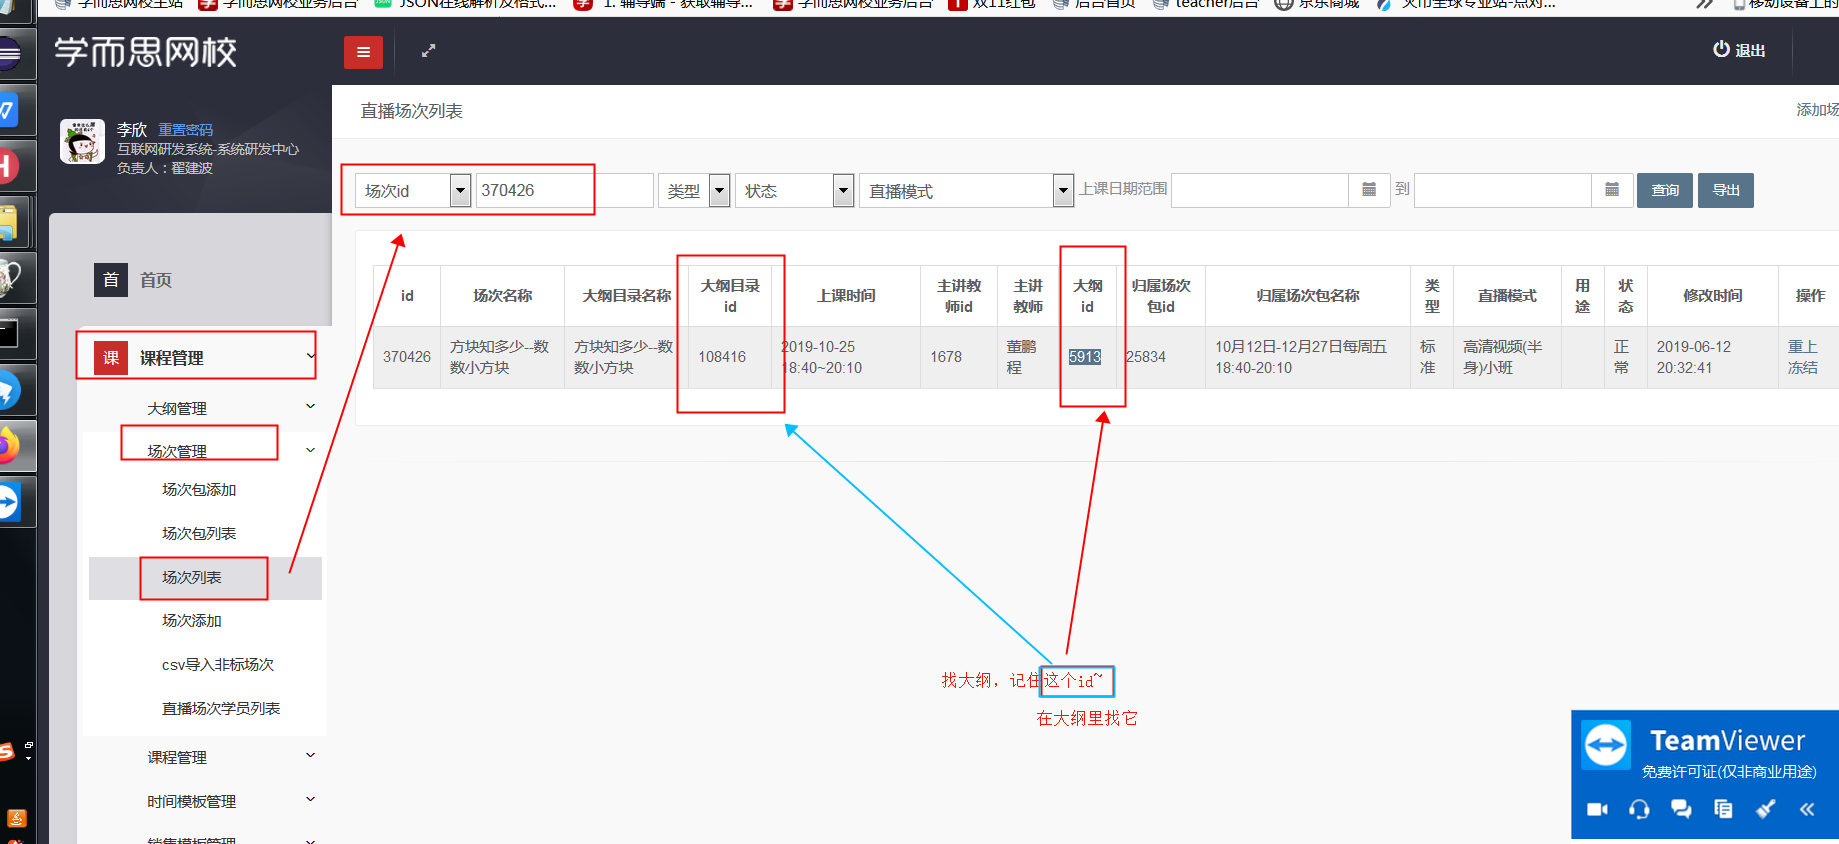 学而思网校主站
学而思网校业务后台
JSON在线解析及格式...
1. 辅导端 - 获取辅导...
学而思网校业务后台
双11红包
后台首页
teacher后台
京东商城
火币全球专业站-点对...
移动设备上的
学而思网校
退出
李欣 重置密码
互联网研发系统-系统研发中心
负责人：翟建波
直播场次列表
添加场
场次id
370426
类型
状态
直播模式
上课日期范围
到
查询
导出
首 首页
课 课程管理
大纲管理
场次管理
场次包添加
场次包列表
场次列表
场次添加
csv导入非标场次
直播场次学员列表
课程管理
时间模板管理
销售模板管理
id 场次名称 大纲目录名称 大纲目录id 上课时间 主讲教师id 主讲教师 大纲id 归属场次包id 归属场次包名称 类型 直播模式 用途 状态 修改时间 操作
370426 方块知多少--数数小方块 方块知多少--数数小方块 108416 2019-10-25 18:40~20:10 1678 董鹏程 5913 25834 10月12日-12月27日每周五 18:40-20:10 标准 高清视频(半身)小班 正常 2019-06-12 20:32:41 重上 冻结
找大纲，记住这个id~
在大纲里找它
TeamViewer
免费许可证(仅非商业用途)